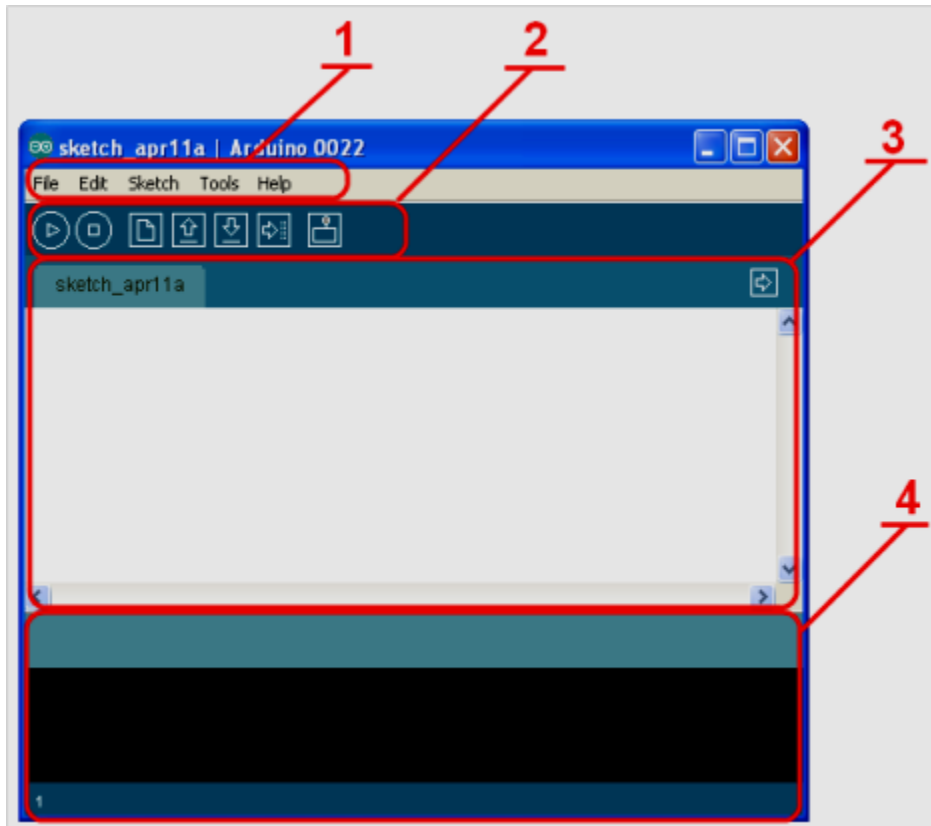 1 2
sketch_apr11a | Arduino 0022
3
File Edit Sketch Tools Help
sketch_apr11a
4
1